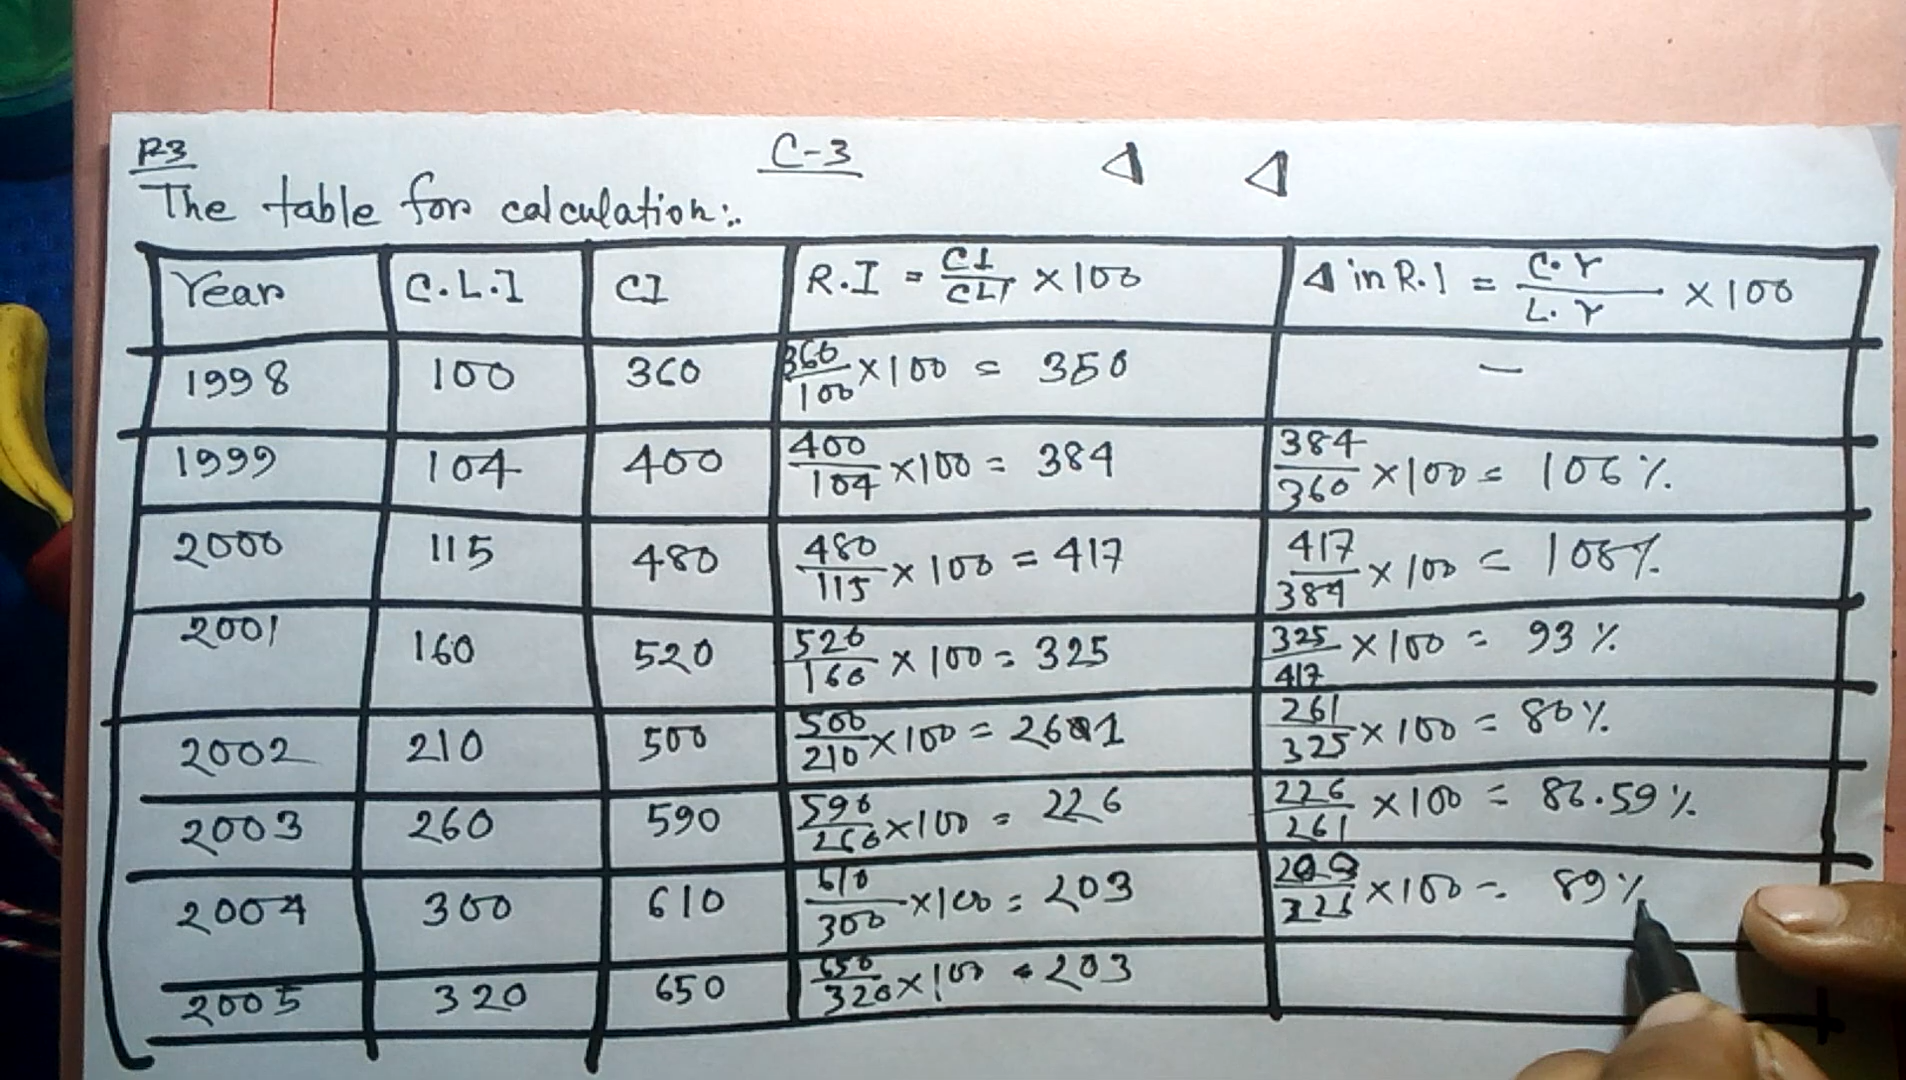 P3
C-3
Δ Δ
The table for calculation:.
Year C.L.I CI R.I = CI/CLI × 100 Δ in R.I = C.Y/L.Y × 100
1998 100 360 360/100 × 100 = 360 —
1999 104 400 400/104 × 100 = 384 384/360 × 100 = 106%
2000 115 480 480/115 × 100 = 417 417/384 × 100 = 108%
2001 160 520 520/160 × 100 = 325 325/417 × 100 = 93%
2002 210 500 500/210 × 100 = 261 261/325 × 100 = 80%
2003 260 590 590/260 × 100 = 226 226/261 × 100 = 86.59%
2004 300 610 610/300 × 100 = 203 203/226 × 100 = 89%
2005 320 650 650/320 × 100 = 203